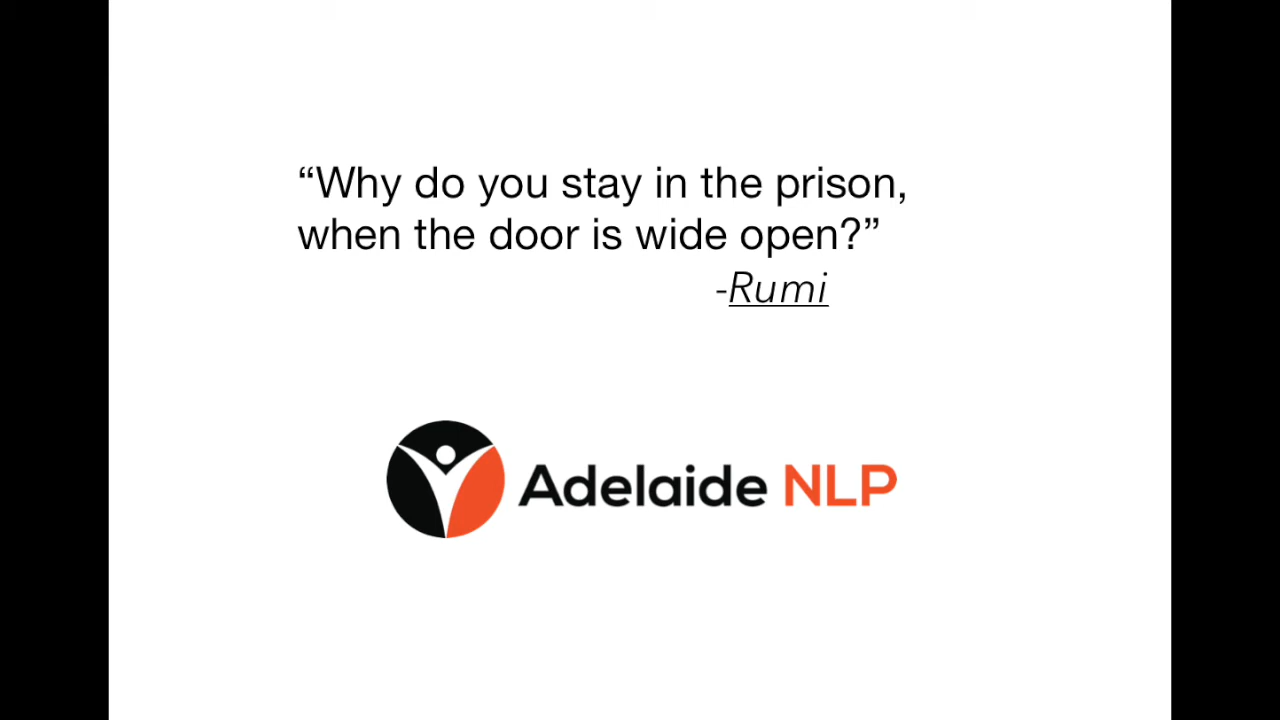 “Why do you stay in the prison,
when the door is wide open?”
-Rumi
Adelaide NLP